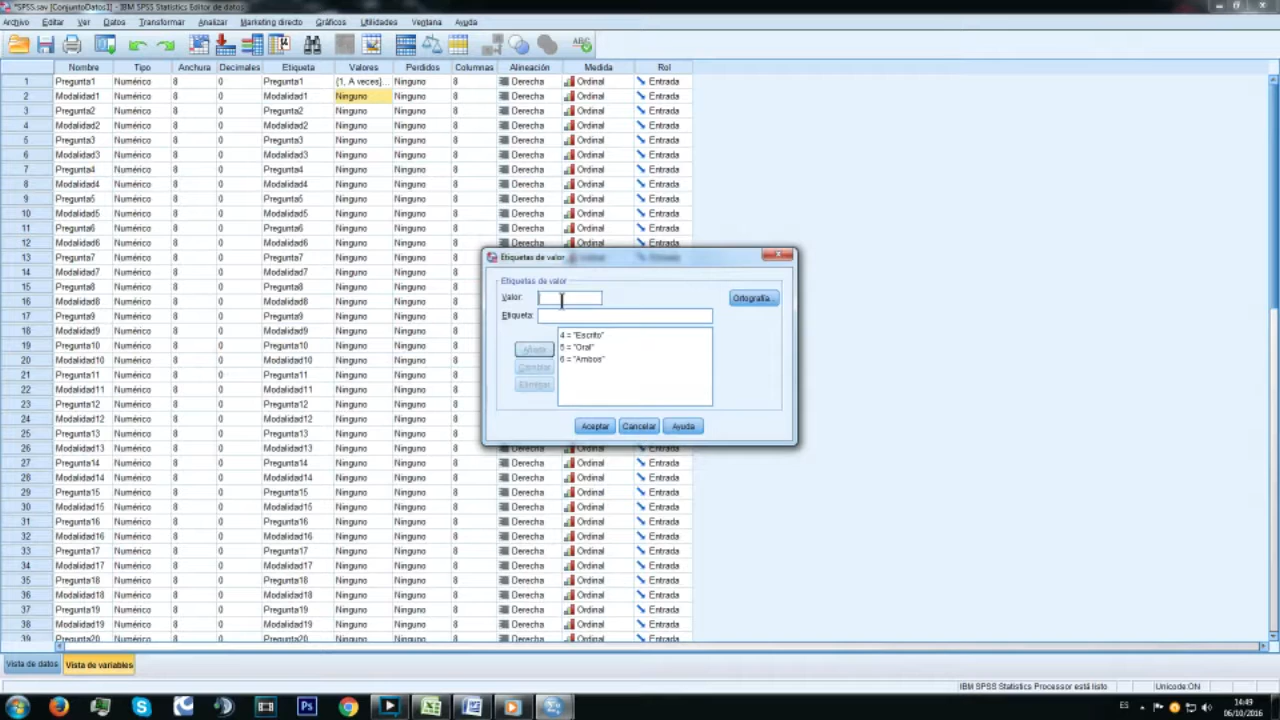 *SPSS.sav [ConjuntoDatos1] - IBM SPSS Statistics Editor de datos
Archivo Editar Ver Datos Transformar Analizar Marketing directo Gráficos Utilidades Ventana Ayuda
Nombre Tipo Anchura Decimales Etiqueta Valores Perdidos Columnas Alineación Medida Rol
1 Pregunta1 Numérico 8 0 Pregunta1 {1, A veces}... Ninguno 8 Derecha Ordinal Entrada
2 Modalidad1 Numérico 8 0 Modalidad1 Ninguno Ninguno 8 Derecha Ordinal Entrada
3 Pregunta2 Numérico 8 0 Pregunta2 Ninguno Ninguno 8 Derecha Ordinal Entrada
4 Modalidad2 Numérico 8 0 Modalidad2 Ninguno Ninguno 8 Derecha Ordinal Entrada
5 Pregunta3 Numérico 8 0 Pregunta3 Ninguno Ninguno 8 Derecha Ordinal Entrada
6 Modalidad3 Numérico 8 0 Modalidad3 Ninguno Ninguno 8 Derecha Ordinal Entrada
7 Pregunta4 Numérico 8 0 Pregunta4 Ninguno Ninguno 8 Derecha Ordinal Entrada
8 Modalidad4 Numérico 8 0 Modalidad4 Ninguno Ninguno 8 Derecha Ordinal Entrada
9 Pregunta5 Numérico 8 0 Pregunta5 Ninguno Ninguno 8 Derecha Ordinal Entrada
10 Modalidad5 Numérico 8 0 Modalidad5 Ninguno Ninguno 8 Derecha Ordinal Entrada
11 Pregunta6 Numérico 8 0 Pregunta6 Ninguno Ninguno 8 Derecha Ordinal Entrada
12 Modalidad6 Numérico 8 0 Modalidad6 Ninguno Ninguno 8 Derecha Ordinal Entrada
13 Pregunta7 Numérico 8 0 Pregunta7 Ninguno Ninguno 8
14 Modalidad7 Numérico 8 0 Modalidad7 Ninguno Ninguno 8
15 Pregunta8 Numérico 8 0 Pregunta8 Ninguno Ninguno 8
16 Modalidad8 Numérico 8 0 Modalidad8 Ninguno Ninguno 8
17 Pregunta9 Numérico 8 0 Pregunta9 Ninguno Ninguno 8
18 Modalidad9 Numérico 8 0 Modalidad9 Ninguno Ninguno 8
19 Pregunta10 Numérico 8 0 Pregunta10 Ninguno Ninguno 8
20 Modalidad10 Numérico 8 0 Modalidad10 Ninguno Ninguno 8
21 Pregunta11 Numérico 8 0 Pregunta11 Ninguno Ninguno 8
22 Modalidad11 Numérico 8 0 Modalidad11 Ninguno Ninguno 8
23 Pregunta12 Numérico 8 0 Pregunta12 Ninguno Ninguno 8
24 Modalidad12 Numérico 8 0 Modalidad12 Ninguno Ninguno 8
25 Pregunta13 Numérico 8 0 Pregunta13 Ninguno Ninguno 8
26 Modalidad13 Numérico 8 0 Modalidad13 Ninguno Ninguno 8 Derecha Ordinal Entrada
27 Pregunta14 Numérico 8 0 Pregunta14 Ninguno Ninguno 8 Derecha Ordinal Entrada
28 Modalidad14 Numérico 8 0 Modalidad14 Ninguno Ninguno 8 Derecha Ordinal Entrada
29 Pregunta15 Numérico 8 0 Pregunta15 Ninguno Ninguno 8 Derecha Ordinal Entrada
30 Modalidad15 Numérico 8 0 Modalidad15 Ninguno Ninguno 8 Derecha Ordinal Entrada
31 Pregunta16 Numérico 8 0 Pregunta16 Ninguno Ninguno 8 Derecha Ordinal Entrada
32 Modalidad16 Numérico 8 0 Modalidad16 Ninguno Ninguno 8 Derecha Ordinal Entrada
33 Pregunta17 Numérico 8 0 Pregunta17 Ninguno Ninguno 8 Derecha Ordinal Entrada
34 Modalidad17 Numérico 8 0 Modalidad17 Ninguno Ninguno 8 Derecha Ordinal Entrada
35 Pregunta18 Numérico 8 0 Pregunta18 Ninguno Ninguno 8 Derecha Ordinal Entrada
36 Modalidad18 Numérico 8 0 Modalidad18 Ninguno Ninguno 8 Derecha Ordinal Entrada
37 Pregunta19 Numérico 8 0 Pregunta19 Ninguno Ninguno 8 Derecha Ordinal Entrada
38 Modalidad19 Numérico 8 0 Modalidad19 Ninguno Ninguno 8 Derecha Ordinal Entrada
39 Pregunta20 Numérico 8 0 Pregunta20 Ninguno Ninguno 8 Derecha Ordinal Entrada
Etiquetas de valor
Etiquetas de valor
Valor: Ortografía...
Etiqueta:
4 = "Escrito"
Añadir 5 = "Oral"
6 = "Ambos"
Cambiar
Eliminar
Aceptar Cancelar Ayuda
Vista de datos Vista de variables
IBM SPSS Statistics Processor está listo Unicode:ON
Ps
ES 14:49
06/10/2016